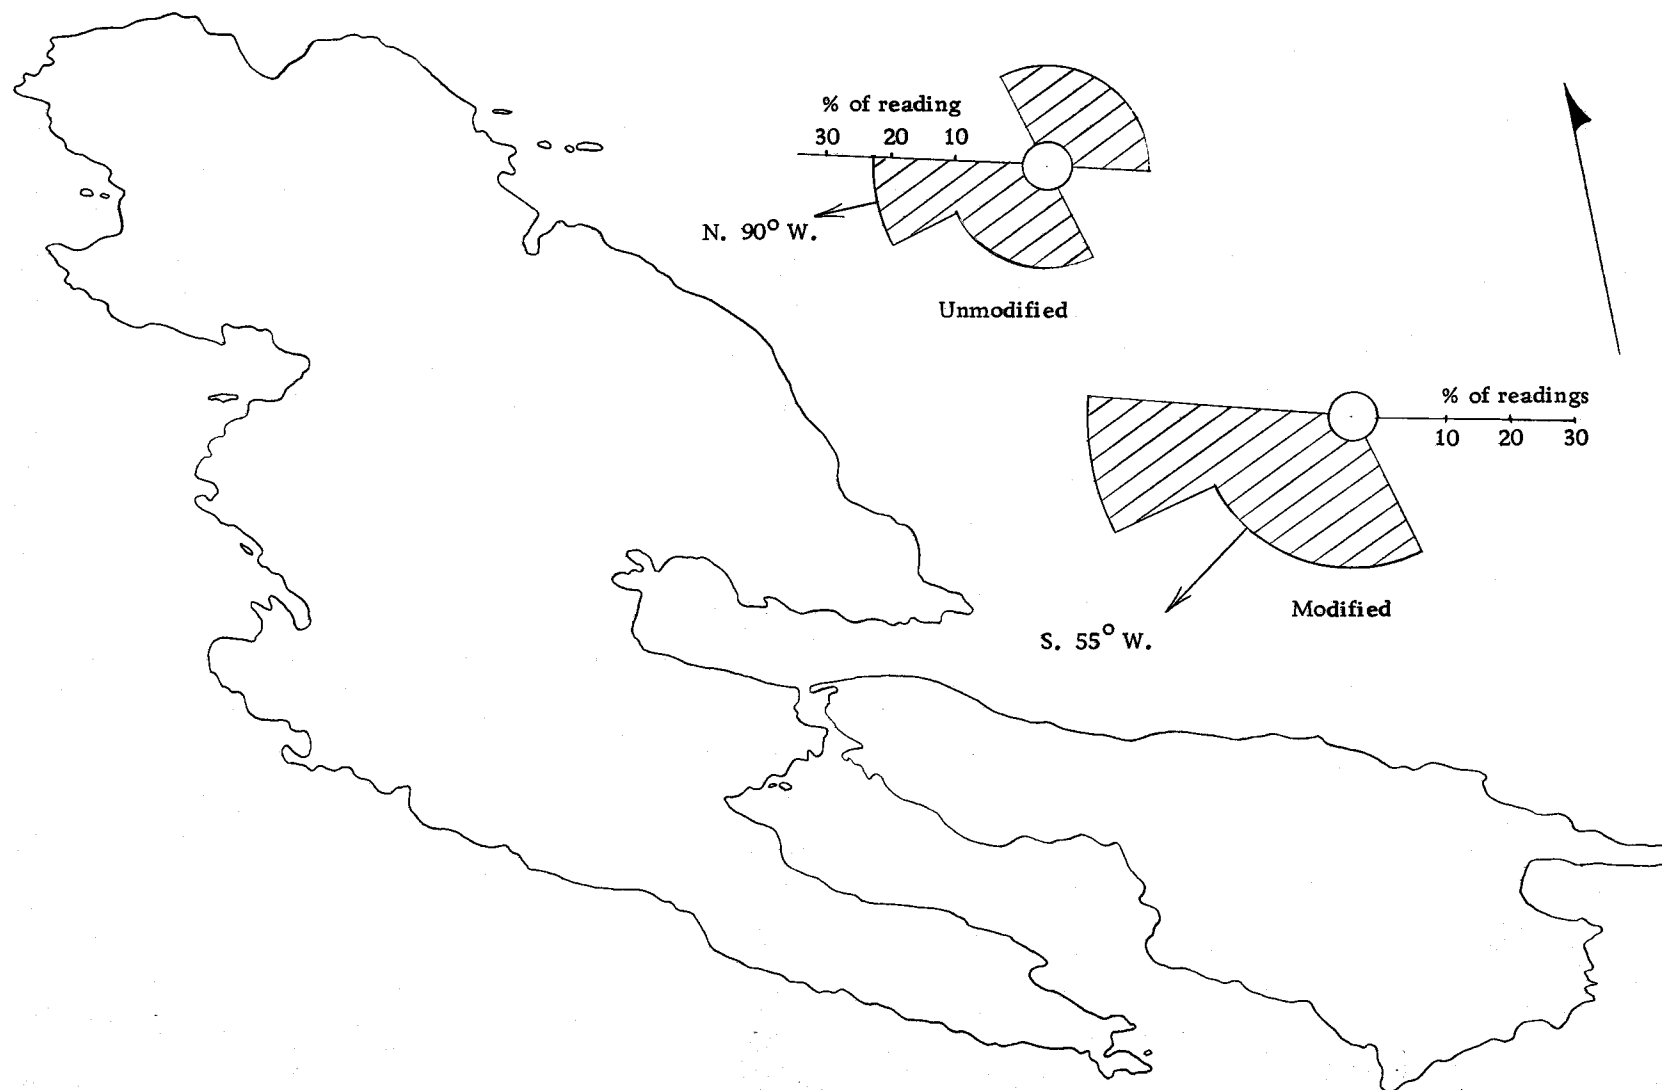 % of reading
30 20 10
N. 90° W.
Unmodified
% of readings
10 20 30
Modified
S. 55° W.